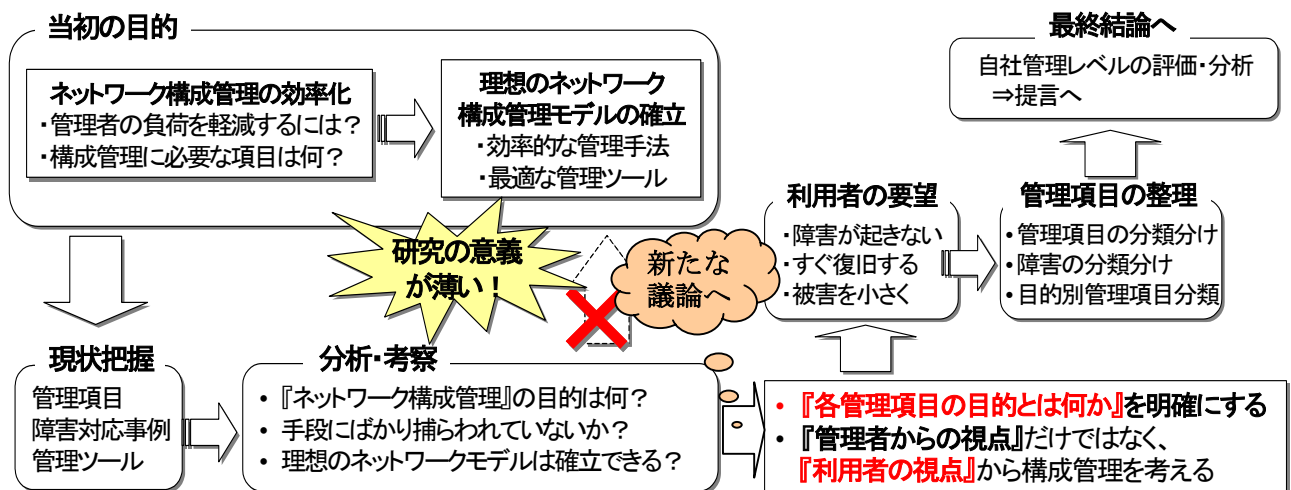 当初の目的
ネットワーク構成管理の効率化
・管理者の負荷を軽減するには？
・構成管理に必要な項目は何？
理想のネットワーク
構成管理モデルの確立
・効率的な管理手法
・最適な管理ツール
研究の意義
が薄い！
新たな
議論へ
現状把握
管理項目
障害対応事例
管理ツール
分析・考察
• 『ネットワーク構成管理』の目的は何？
• 手段にばかり捕らわれていないか？
• 理想のネットワークモデルは確立できる？
• 『各管理項目の目的とは何か』を明確にする
• 『管理者からの視点』だけではなく、
『利用者の視点』から構成管理を考える
利用者の要望
・障害が起きない
・すぐ復旧する
・被害を小さく
管理項目の整理
• 管理項目の分類分け
• 障害の分類分け
• 目的別管理項目分類
最終結論へ
自社管理レベルの評価・分析
⇒提言へ